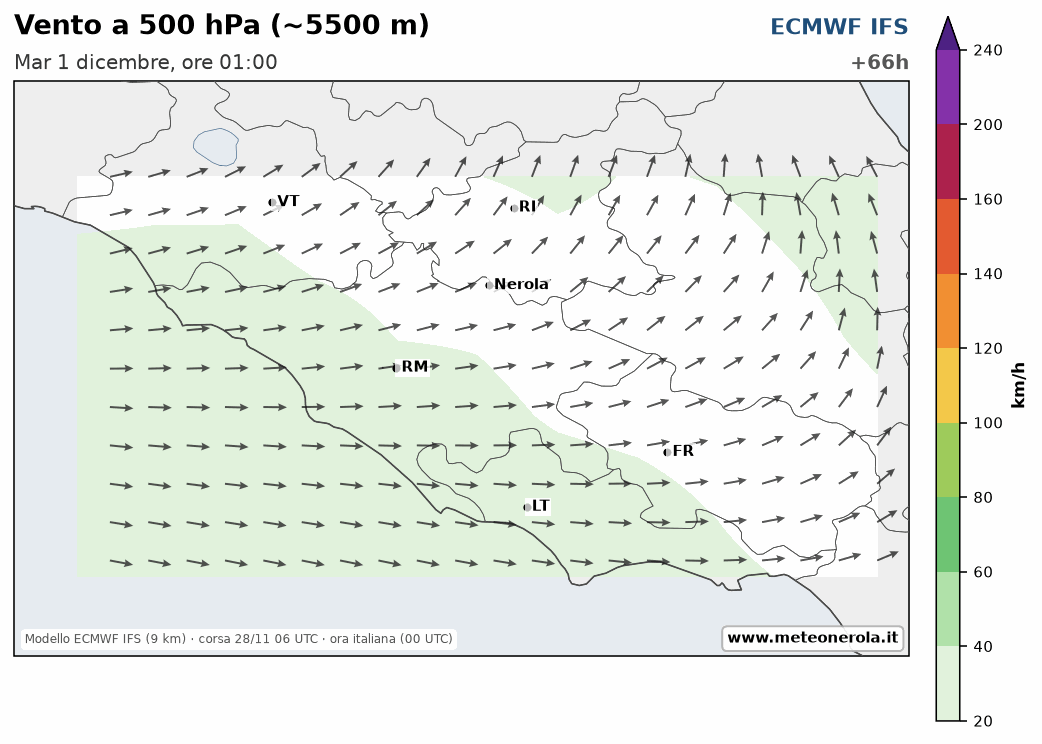 Vento a 500 hPa (~5500 m)
ECMWF IFS
Mar 1 dicembre, ore 01:00
+66h
VT
RI
Nerola
RM
FR
LT
240
200
160
140
120
100
80
60
40
20
km/h
Modello ECMWF IFS (9 km) · corsa 28/11 06 UTC · ora italiana (00 UTC)
www.meteonerola.it